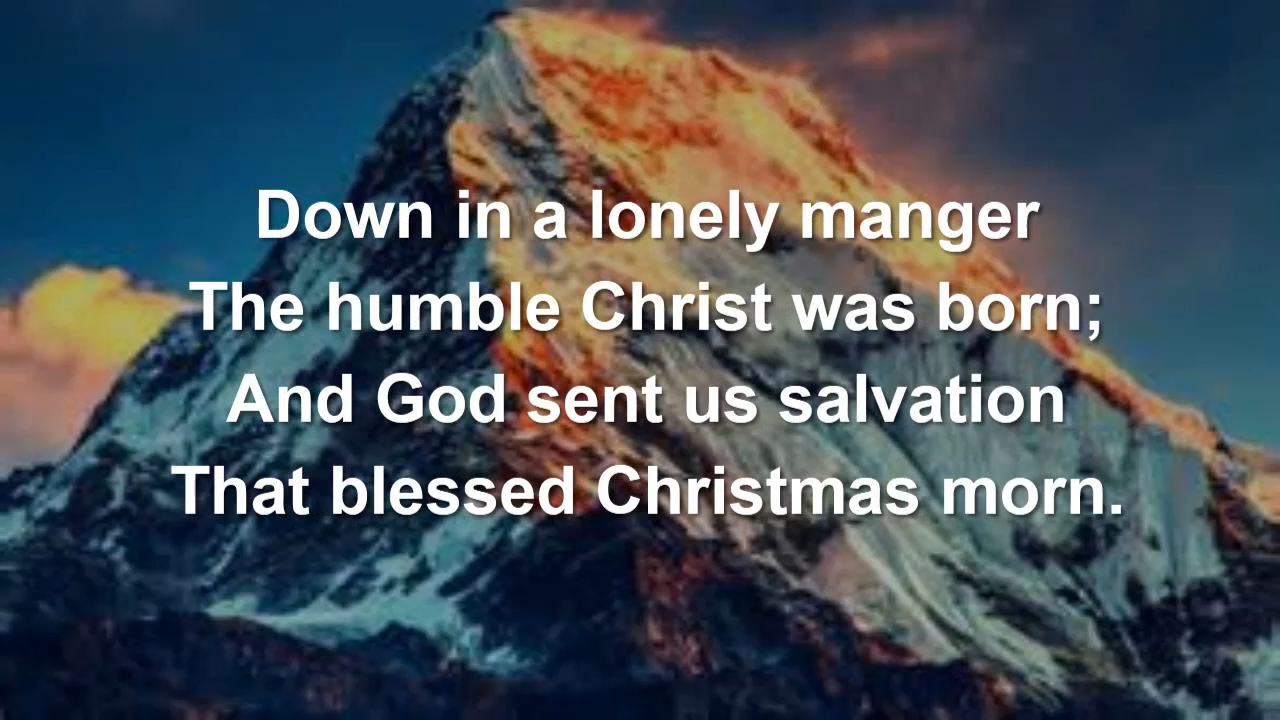 Down in a lonely manger
The humble Christ was born;
And God sent us salvation
That blessed Christmas morn.